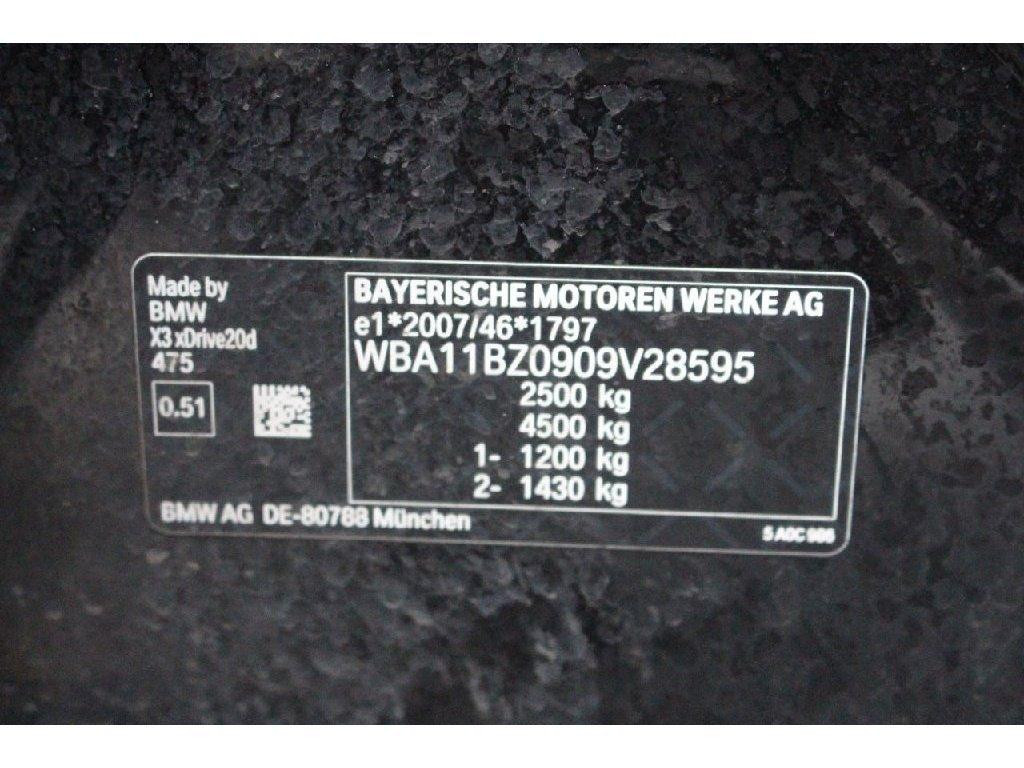 Made by
BMW
X3 xDrive20d
475
0.51
BAYERISCHE MOTOREN WERKE AG
e1*2007/46*1797
WBA11BZ0909V28595
2500 kg
4500 kg
1- 1200 kg
2- 1430 kg
BMW AG DE-80788 München